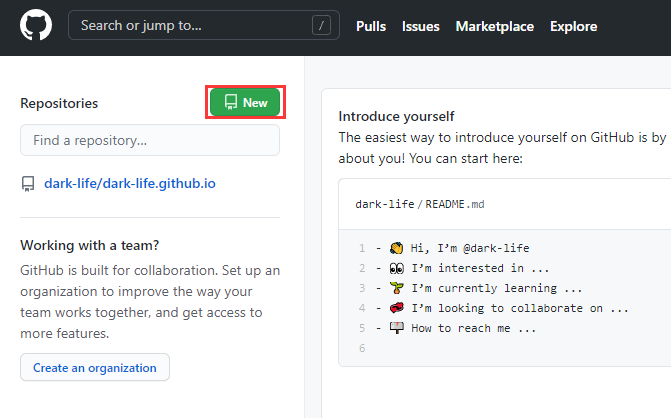 Search or jump to...
/
Pulls
Issues
Marketplace
Explore
Repositories
New
Find a repository...
dark-life/dark-life.github.io
Working with a team?
GitHub is built for collaboration. Set up an
organization to improve the way your
team works together, and get access to
more features.
Create an organization
Introduce yourself
The easiest way to introduce yourself on GitHub is by
about you! You can start here:
dark-life/README.md
1 - 👋 Hi, I’m @dark-life
2 - 👀 I’m interested in ...
3 - 🌱 I’m currently learning ...
4 - 💞️ I’m looking to collaborate on ...
5 - 📫 How to reach me ...
6